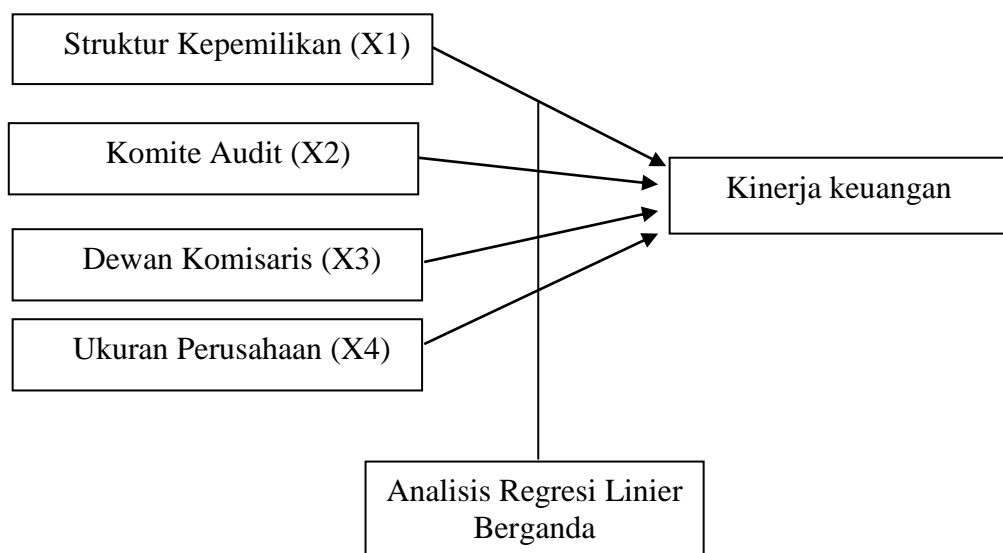 Struktur Kepemilikan (X1)
Komite Audit (X2)
Kinerja keuangan
Dewan Komisaris (X3)
Ukuran Perusahaan (X4)
Analisis Regresi Linier
Berganda